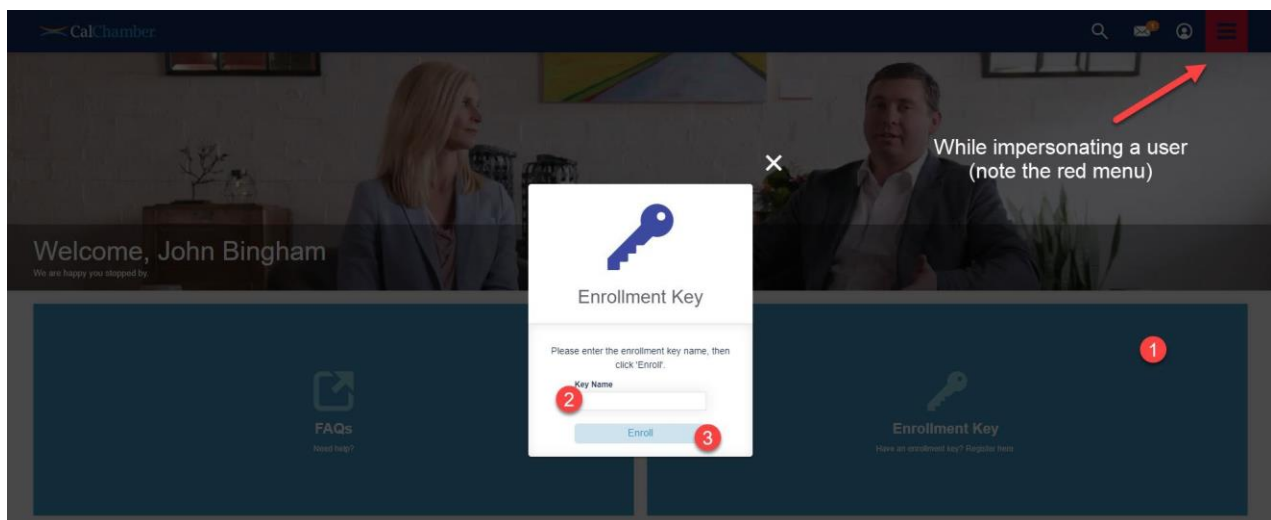 CalChamber
1
While impersonating a user
(note the red menu)
Welcome, John Bingham
We are happy you stopped by.
Enrollment Key
Please enter the enrollment key name, then
click 'Enroll'.
Key Name
2
Enroll
3
FAQs
Need help?
1
Enrollment Key
Have an enrollment key? Register here